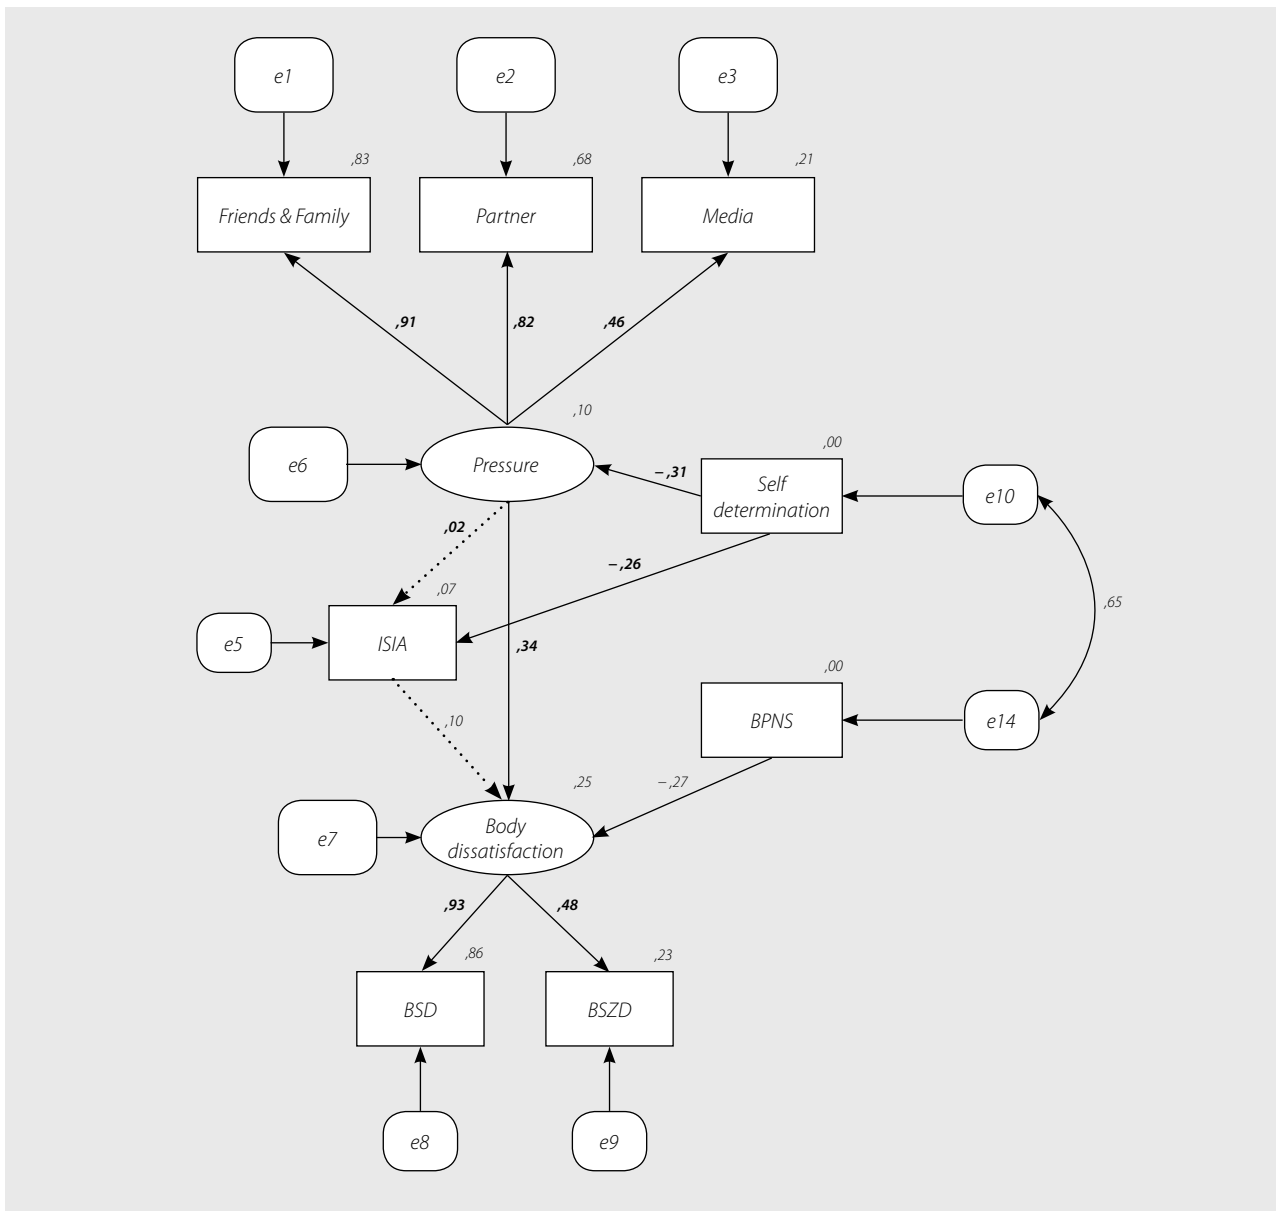 e1
e2
e3
,83
,68
,21
Friends & Family
Partner
Media
,91
,82
,46
,10
,00
e6
Pressure
–,31
Self
determination
e10
,02
–,26
,07
,65
e5
ISIA
,34
,00
,10
BPNS
e14
,25
–,27
e7
Body
dissatisfaction
,93
,48
,86
,23
BSD
BSZD
e8
e9